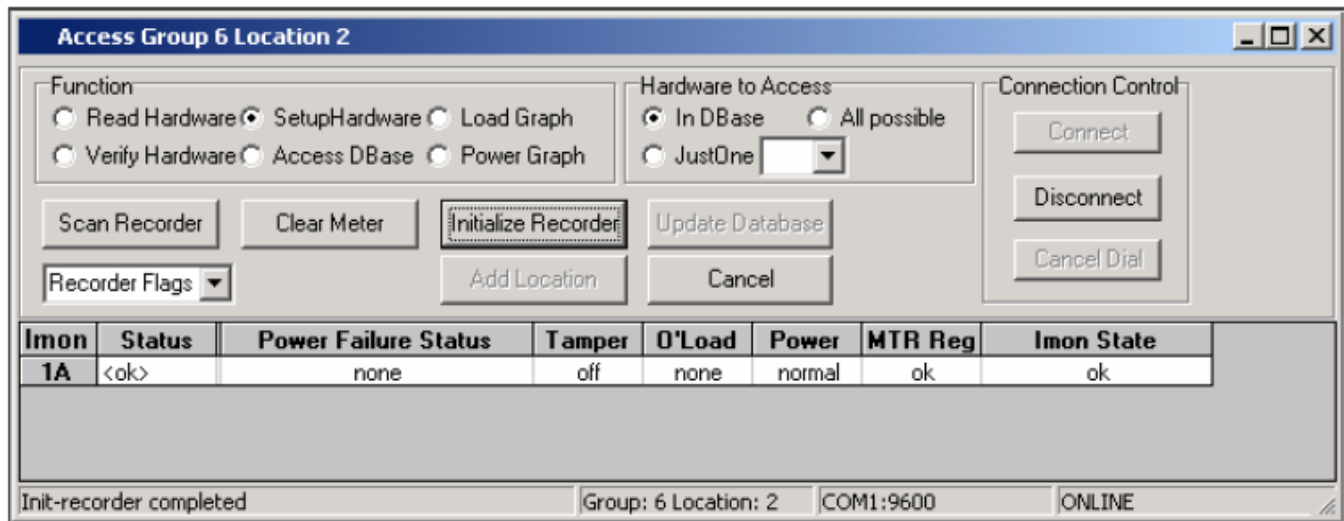 Access Group 6 Location 2
Function
Read Hardware SetupHardware Load Graph
Verify Hardware Access DBase Power Graph
Hardware to Access
In DBase All possible
JustOne
Connection Control
Connect
Disconnect
Cancel Dial
Scan Recorder Clear Meter Initialize Recorder Update Database
Recorder Flags Add Location Cancel
Imon Status Power Failure Status Tamper O'Load Power MTR Reg Imon State
1A <ok> none off none normal ok ok
Init-recorder completed Group: 6 Location: 2 COM1:9600 ONLINE